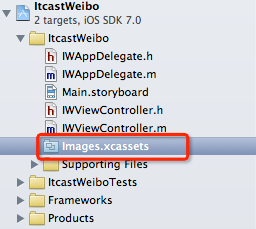 ItcastWeibo
2 targets, iOS SDK 7.0
ItcastWeibo
IWAppDelegate.h
IWAppDelegate.m
Main.storyboard
IWViewController.h
IWViewController.m
Images.xcassets
Supporting Files
ItcastWeiboTests
Frameworks
Products